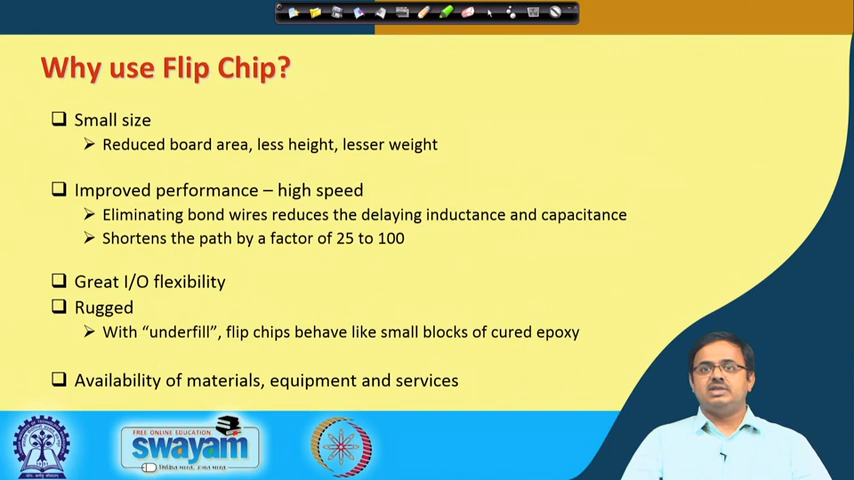 Why use Flip Chip?
Small size
Reduced board area, less height, lesser weight
Improved performance – high speed
Eliminating bond wires reduces the delaying inductance and capacitance
Shortens the path by a factor of 25 to 100
Great I/O flexibility
Rugged
With “underfill”, flip chips behave like small blocks of cured epoxy
Availability of materials, equipment and services
FREE ONLINE EDUCATION
swayam